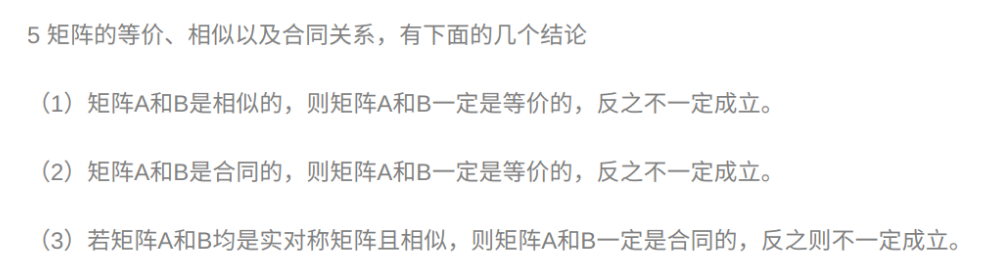 5 矩阵的等价、相似以及合同关系，有下面的几个结论
（1）矩阵A和B是相似的，则矩阵A和B一定是等价的，反之不一定成立。
（2）矩阵A和B是合同的，则矩阵A和B一定是等价的，反之不一定成立。
（3）若矩阵A和B均是实对称矩阵且相似，则矩阵A和B一定是合同的，反之则不一定成立。